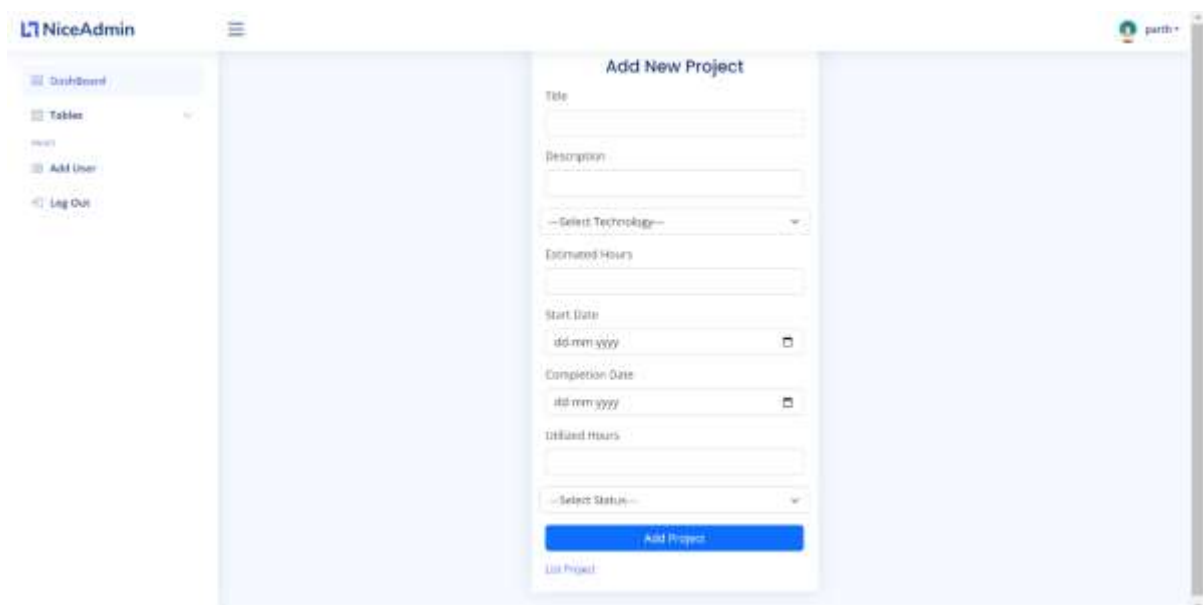 NiceAdmin
parth
DashBoard
Tables
Add User
Log Out
Add New Project
Title
Description
---Select Technology---
Estimated Hours
Start Date
dd-mm-yyyy
Completion Date
dd-mm-yyyy
Utilized Hours
---Select Status---
Add Project
List Project